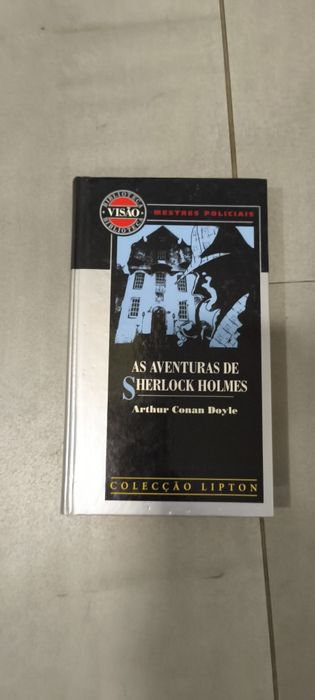 BIBLIOTECA
VISÃO
BIBLIOTECA
MESTRES POLICIAIS
AS AVENTURAS DE
SHERLOCK HOLMES
Arthur Conan Doyle
COLECÇÃO LIPTON